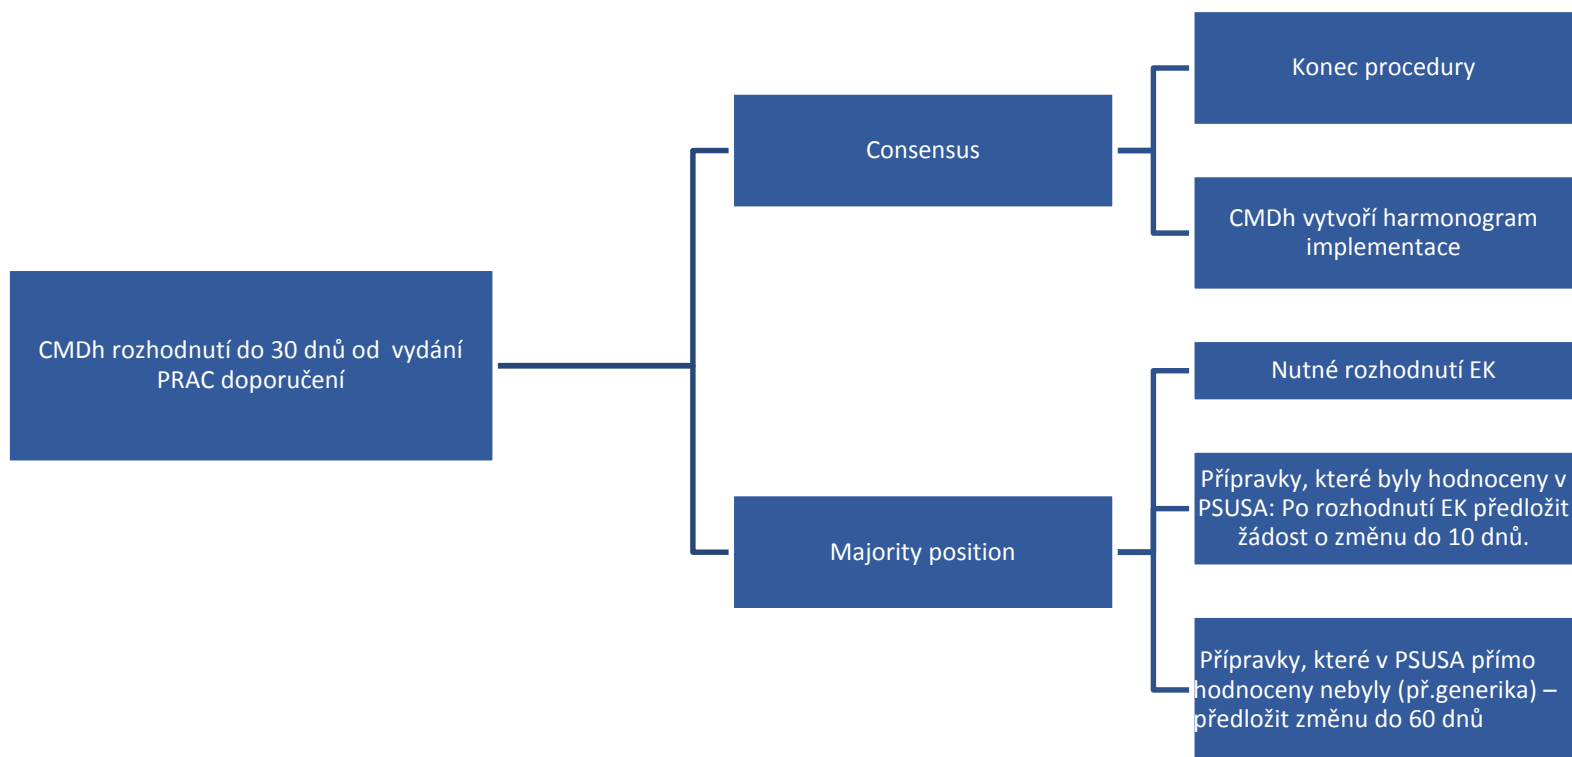 CMDh rozhodnutí do 30 dnů od vydání
PRAC doporučení
Consensus
Konec procedury
CMDh vytvoří harmonogram
implementace
Majority position
Nutné rozhodnutí EK
Přípravky, které byly hodnoceny v
PSUSA: Po rozhodnutí EK předložit
žádost o změnu do 10 dnů.
Přípravky, které v PSUSA přímo
hodnoceny nebyly (př.generika) –
předložit změnu do 60 dnů